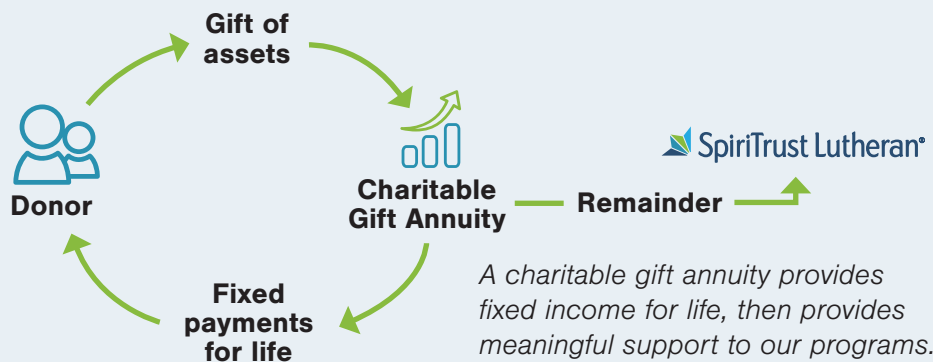 Gift of
assets
Donor
Charitable
Gift Annuity
Remainder
SpiriTrust Lutheran®
Fixed
payments
for life
A charitable gift annuity provides
fixed income for life, then provides
meaningful support to our programs.